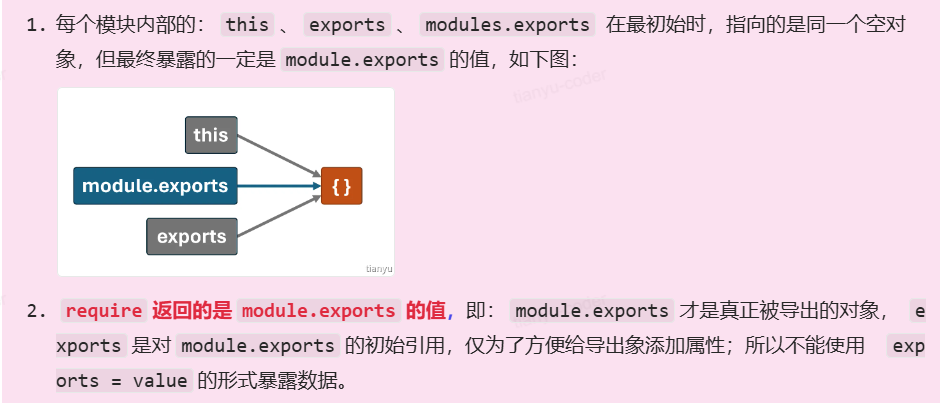 1. 每个模块内部的： this 、 exports 、 modules.exports 在最初始时，指向的是同一个空对
象，但最终暴露的一定是 module.exports 的值，如下图：
tianyu-coder
this
module.exports
{ }
exports
tianyu
2. require 返回的是 module.exports 的值，即： module.exports 才是真正被导出的对象， e
xports 是对 module.exports 的初始引用，仅为了方便给导出象添加属性；所以不能使用 exp
orts = value 的形式暴露数据。